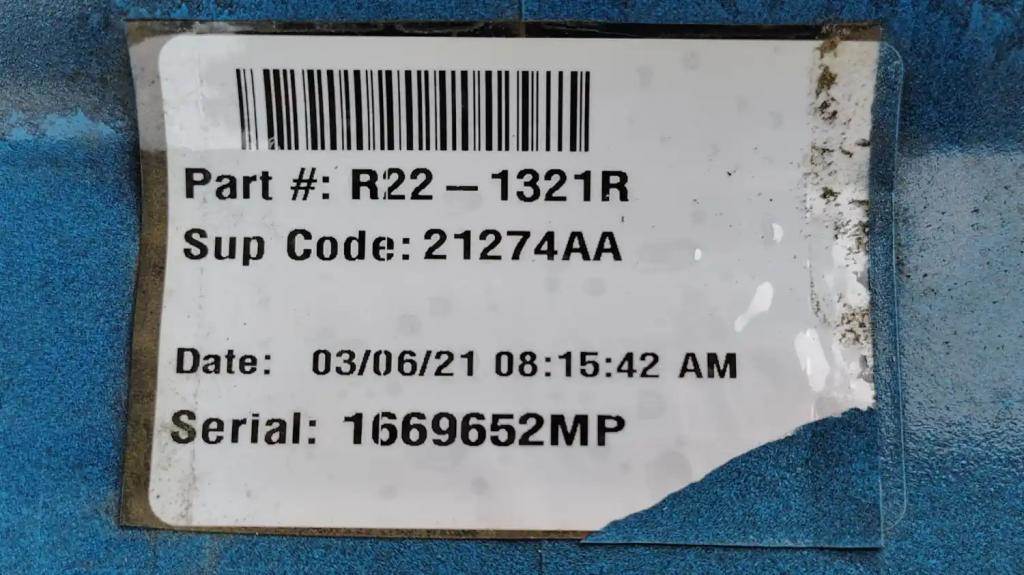 Part #: R22 – 1321R
Sup Code: 21274AA
Date: 03/06/21 08:15:42 AM
Serial: 1669652MP